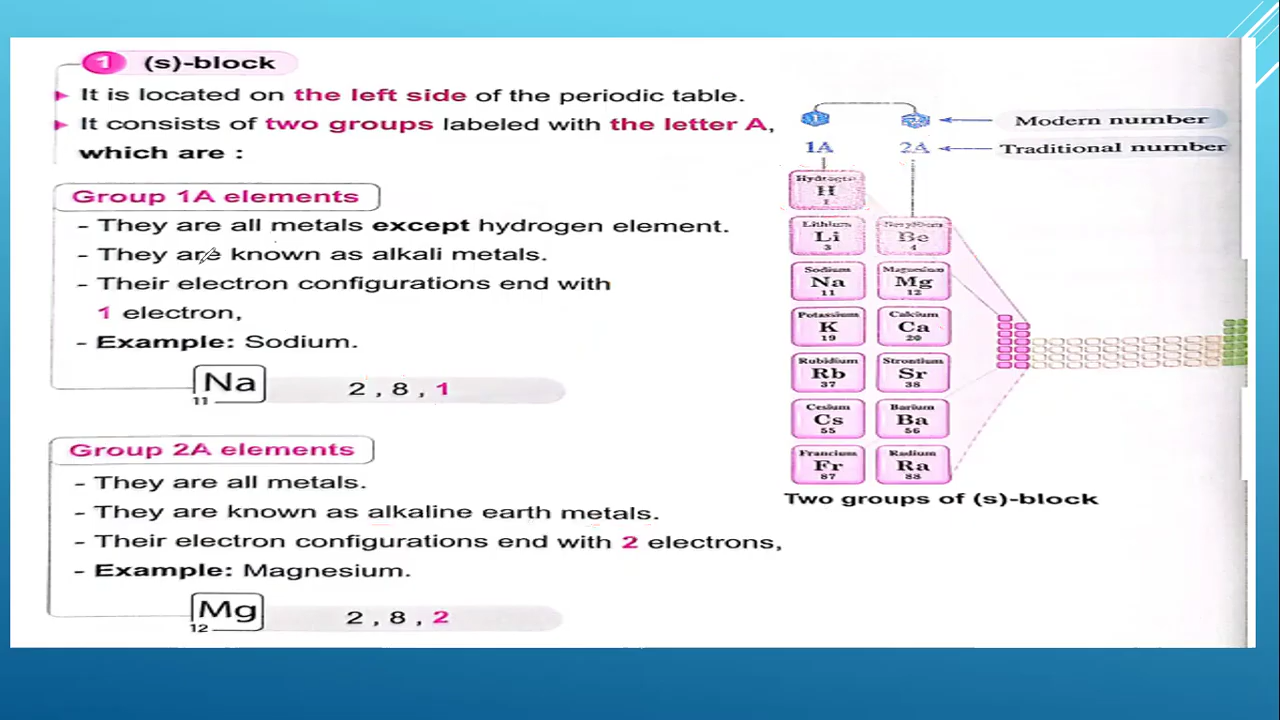 1 (s)-block
It is located on the left side of the periodic table.
It consists of two groups labeled with the letter A,
which are :
Group 1A elements
- They are all metals except hydrogen element.
- They are known as alkali metals.
- Their electron configurations end with
1 electron,
- Example: Sodium.
Na
11
2 , 8 , 1
Group 2A elements
- They are all metals.
- They are known as alkaline earth metals.
- Their electron configurations end with 2 electrons,
- Example: Magnesium.
Mg
12
2 , 8 , 2
1 2 Modern number
1A 2A Traditional number
Hydrogen
H
1
Lithium Beryllium
Li Be
3 4
Sodium Magnesium
Na Mg
11 12
Potassium Calcium
K Ca
19 20
Rubidium Strontium
Rb Sr
37 38
Cesium Barium
Cs Ba
55 56
Francium Radium
Fr Ra
87 88
Two groups of (s)-block